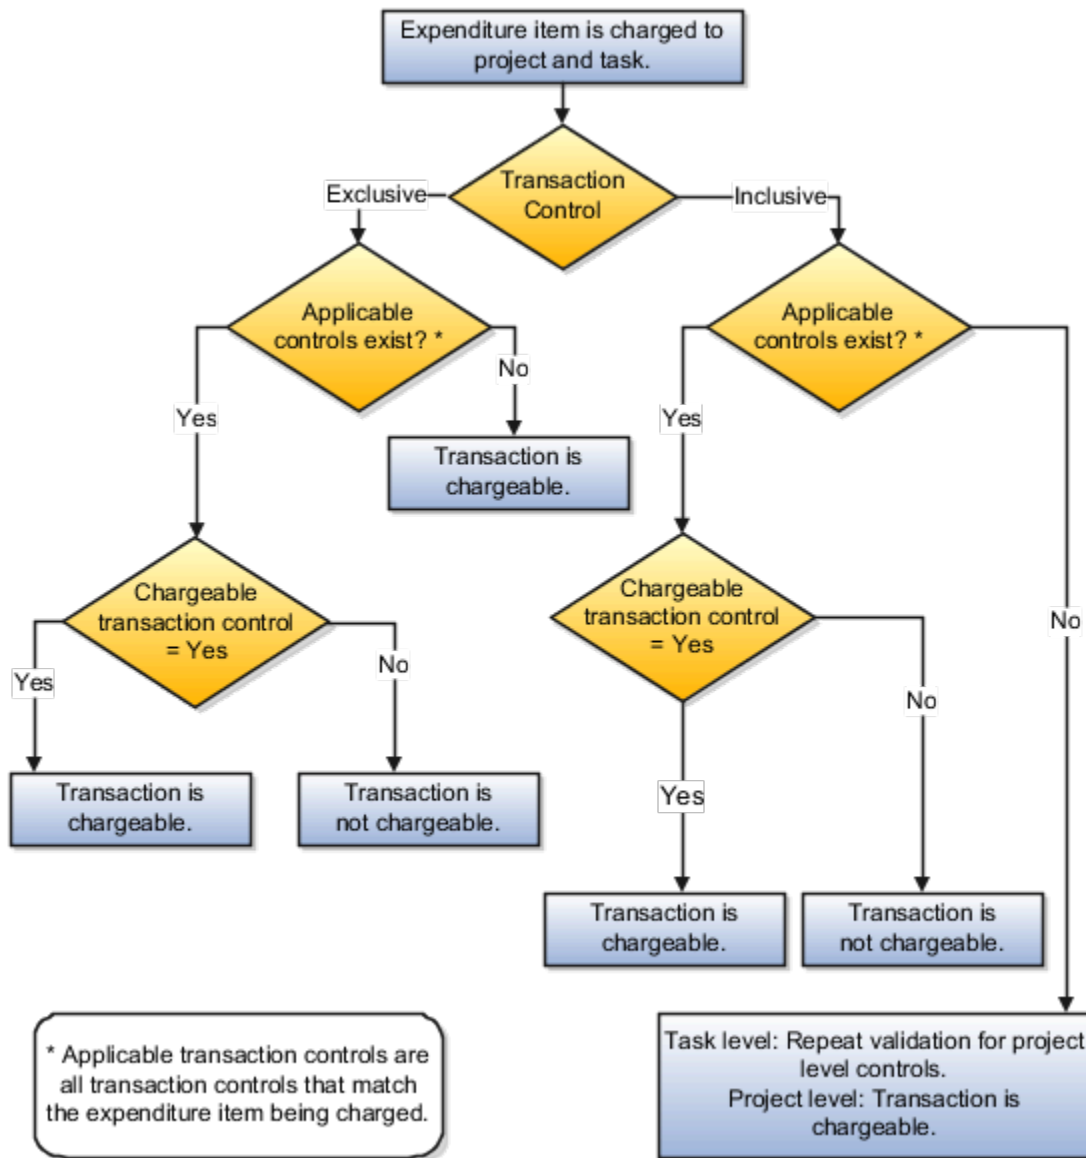 Expenditure item is charged to
project and task.
Transaction
Control
Exclusive
Inclusive
Applicable
controls exist? *
Applicable
controls exist? *
No
Yes
Yes
Transaction is
chargeable.
Chargeable
transaction control
= Yes
Chargeable
transaction control
= Yes
No
Yes
No
No
Transaction is
chargeable.
Transaction is
not chargeable.
Yes
Transaction is
chargeable.
Transaction is
not chargeable.
* Applicable transaction controls are
all transaction controls that match
the expenditure item being charged.
Task level: Repeat validation for project
level controls.
Project level: Transaction is
chargeable.